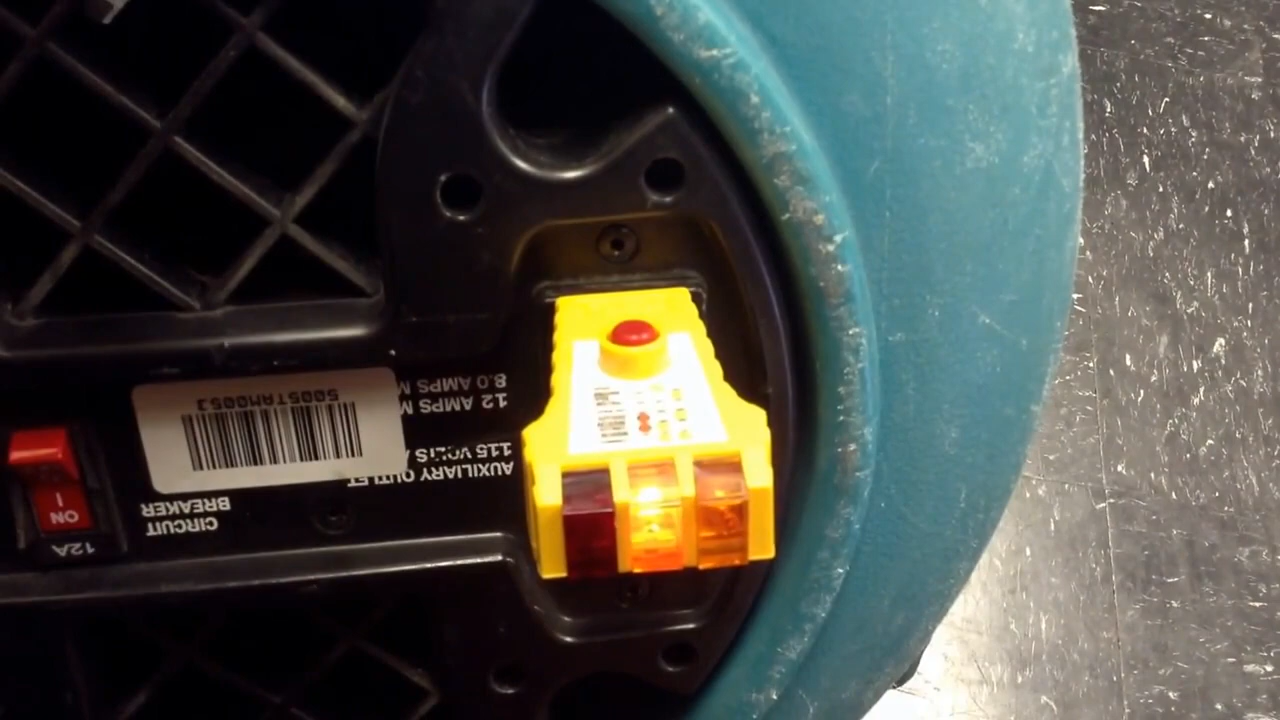 12A
ON
I
CIRCUIT
BREAKER
AUXILIARY OUTLET
115 VOLTS
12 AMPS M
8.0 AMPS M
5005TAM0053